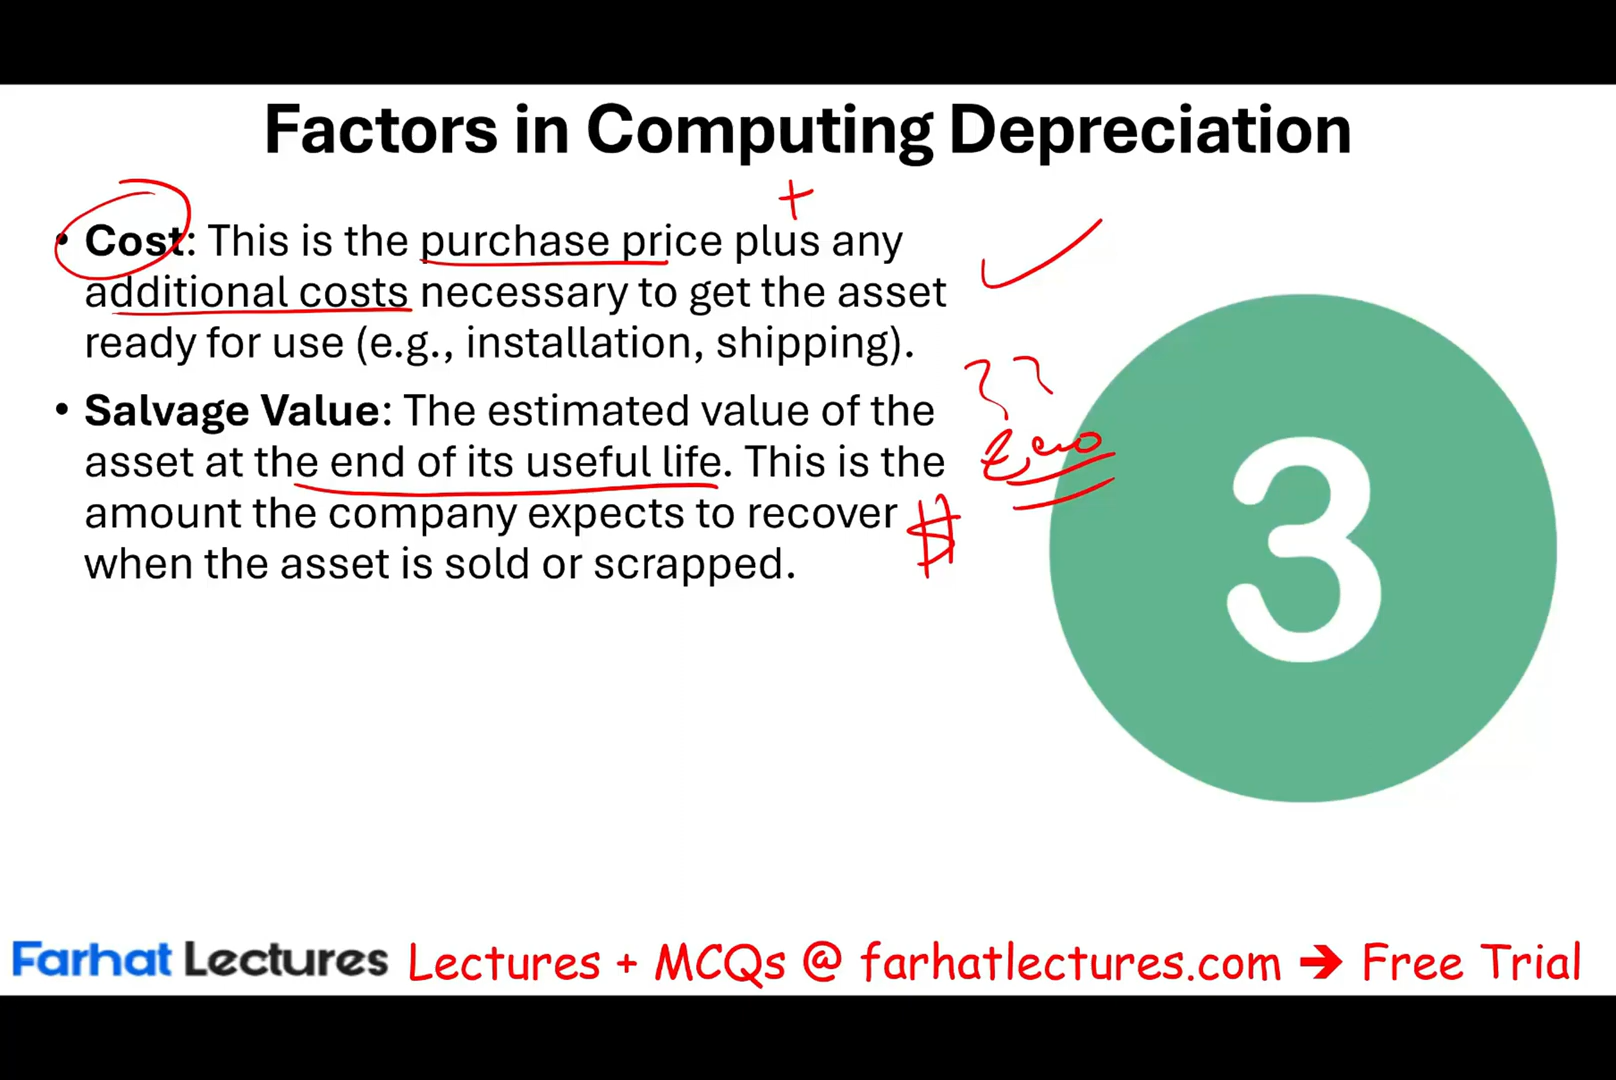 Factors in Computing Depreciation
+
• Cost: This is the purchase price plus any
additional costs necessary to get the asset
ready for use (e.g., installation, shipping).
??
• Salvage Value: The estimated value of the
Zero
asset at the end of its useful life. This is the
amount the company expects to recover $
when the asset is sold or scrapped.
3
Farhat Lectures Lectures + MCQs @ farhatlectures.com → Free Trial